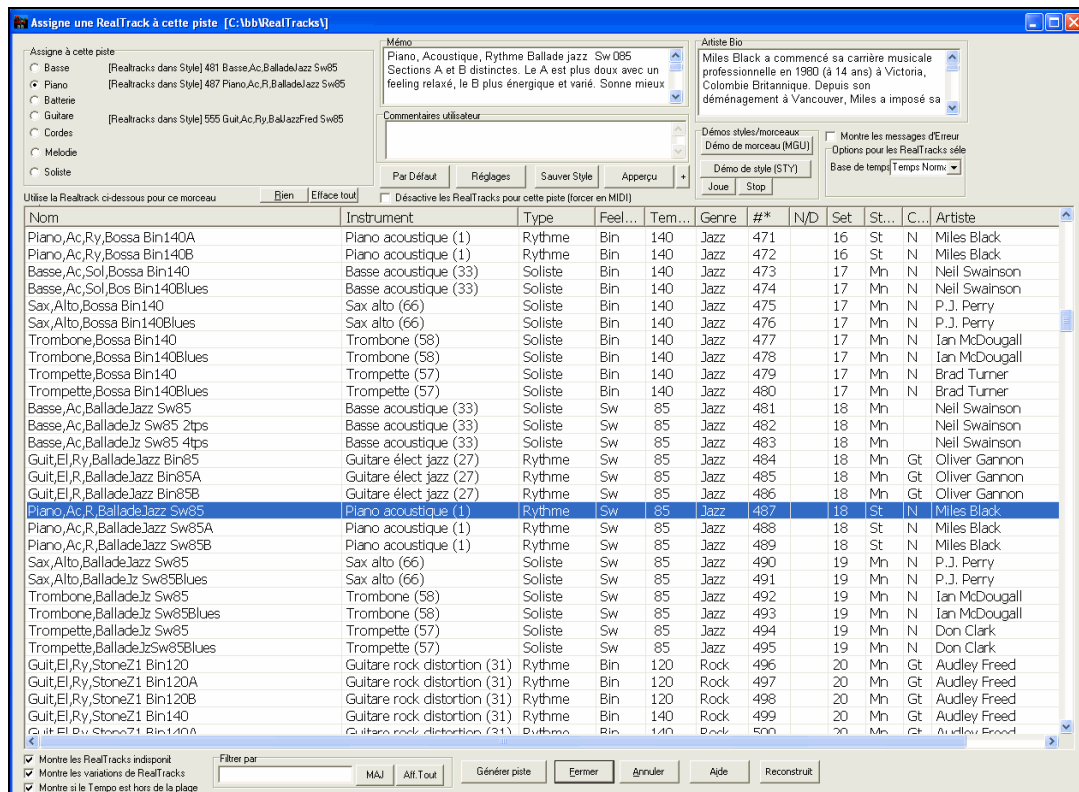 Assigne une RealTrack à cette piste [C:\bb\RealTracks\]
Assigne à cette piste
Basse [Realtracks dans Style] 481 Basse,Ac,BalladeJazz Sw85
Piano [Realtracks dans Style] 487 Piano,Ac,R,BalladeJazz Sw85
Batterie
Guitare [Realtracks dans Style] 555 Guit,Ac,Ry,BalJazzFred Sw85
Cordes
Melodie
Soliste
Utilise la Realtrack ci-dessous pour ce morceau
Rien Efface tout
Mémo
Piano, Acoustique, Rythme Ballade jazz Sw 085
Sections A et B distinctes. Le A est plus doux avec un
feeling relaxé, le B plus énergique et varié. Sonne mieux
Commentaires utilisateur
Par Défaut Réglages Sauver Style Aperçu +
Désactive les RealTracks pour cette piste (forcer en MIDI)
Artiste Bio
Miles Black a commencé sa carrière musicale
professionnelle en 1980 (à 14 ans) à Victoria,
Colombie Britannique. Depuis son
déménagement à Vancouver, Miles a imposé sa
Démos styles/morceaux
Démo de morceau (MGU)
Démo de style (STY)
Joue Stop
Montre les messages d'Erreur
Options pour les RealTracks séle
Base de temps Temps Norma
Nom Instrument Type Feel... Tem... Genre #* N/D Set St... C... Artiste
Piano,Ac,Ry,Bossa Bin140A Piano acoustique (1) Rythme Bin 140 Jazz 471 16 St N Miles Black
Piano,Ac,Ry,Bossa Bin140B Piano acoustique (1) Rythme Bin 140 Jazz 472 16 St N Miles Black
Basse,Ac,Sol,Bossa Bin140 Basse acoustique (33) Soliste Bin 140 Jazz 473 17 Mn N Neil Swainson
Basse,Ac,Sol,Bos Bin140Blues Basse acoustique (33) Soliste Bin 140 Jazz 474 17 Mn N Neil Swainson
Sax,Alto,Bossa Bin140 Sax alto (66) Soliste Bin 140 Jazz 475 17 Mn N P.J. Perry
Sax,Alto,Bossa Bin140Blues Sax alto (66) Soliste Bin 140 Jazz 476 17 Mn N P.J. Perry
Trombone,Bossa Bin140 Trombone (58) Soliste Bin 140 Jazz 477 17 Mn N Ian McDougall
Trombone,Bossa Bin140Blues Trombone (58) Soliste Bin 140 Jazz 478 17 Mn N Ian McDougall
Trompette,Bossa Bin140 Trompette (57) Soliste Bin 140 Jazz 479 17 Mn N Brad Turner
Trompette,Bossa Bin140Blues Trompette (57) Soliste Bin 140 Jazz 480 17 Mn N Brad Turner
Basse,Ac,BalladeJazz Sw85 Basse acoustique (33) Soliste Sw 85 Jazz 481 18 Mn Neil Swainson
Basse,Ac,BalladeJz Sw85 2tps Basse acoustique (33) Soliste Sw 85 Jazz 482 18 Mn Neil Swainson
Basse,Ac,BalladeJz Sw85 4tps Basse acoustique (33) Soliste Sw 85 Jazz 483 18 Mn Neil Swainson
Guit,El,Ry,BalladeJazz Bin85 Guitare élect jazz (27) Rythme Sw 85 Jazz 484 18 Mn Gt Oliver Gannon
Guit,El,R,BalladeJazz Bin85A Guitare élect jazz (27) Rythme Sw 85 Jazz 485 18 Mn Gt Oliver Gannon
Guit,El,R,BalladeJazz Bin85B Guitare élect jazz (27) Rythme Sw 85 Jazz 486 18 Mn Gt Oliver Gannon
Piano,Ac,R,BalladeJazz Sw85 Piano acoustique (1) Rythme Sw 85 Jazz 487 18 St N Miles Black
Piano,Ac,R,BalladeJazz Sw85A Piano acoustique (1) Rythme Sw 85 Jazz 488 18 St N Miles Black
Piano,Ac,R,BalladeJazz Sw85B Piano acoustique (1) Rythme Sw 85 Jazz 489 18 St N Miles Black
Sax,Alto,BalladeJazz Sw85 Sax alto (66) Soliste Sw 85 Jazz 490 19 Mn N P.J. Perry
Sax,Alto,BalladeJz Sw85Blues Sax alto (66) Soliste Sw 85 Jazz 491 19 Mn N P.J. Perry
Trombone,BalladeJz Sw85 Trombone (58) Soliste Sw 85 Jazz 492 19 Mn N Ian McDougall
Trombone,BalladeJz Sw85Blues Trombone (58) Soliste Sw 85 Jazz 493 19 Mn N Ian McDougall
Trompette,BalladeJz Sw85 Trompette (57) Soliste Sw 85 Jazz 494 19 Mn N Don Clark
Trompette,BalladeJzSw85Blues Trompette (57) Soliste Sw 85 Jazz 495 19 Mn N Don Clark
Guit,El,Ry,StoneZ1 Bin120 Guitare rock distortion (31) Rythme Bin 120 Rock 496 20 Mn Gt Audley Freed
Guit,El,Ry,StoneZ1 Bin120A Guitare rock distortion (31) Rythme Bin 120 Rock 497 20 Mn Gt Audley Freed
Guit,El,Ry,StoneZ1 Bin120B Guitare rock distortion (31) Rythme Bin 120 Rock 498 20 Mn Gt Audley Freed
Guit,El,Ry,StoneZ1 Bin140 Guitare rock distortion (31) Rythme Bin 140 Rock 499 20 Mn Gt Audley Freed
Guit,El,Ry,StoneZ1 Bin140A Guitare rock distortion (31) Rythme Bin 140 Rock 500 20 Mn Gt Audley Freed
Montre les RealTracks indisponit
Montre les variations de RealTracks
Montre si le Tempo est hors de la plage
Filtrer par
MAJ Aff.Tout Générer piste Fermer Annuler Ajde Reconstruit